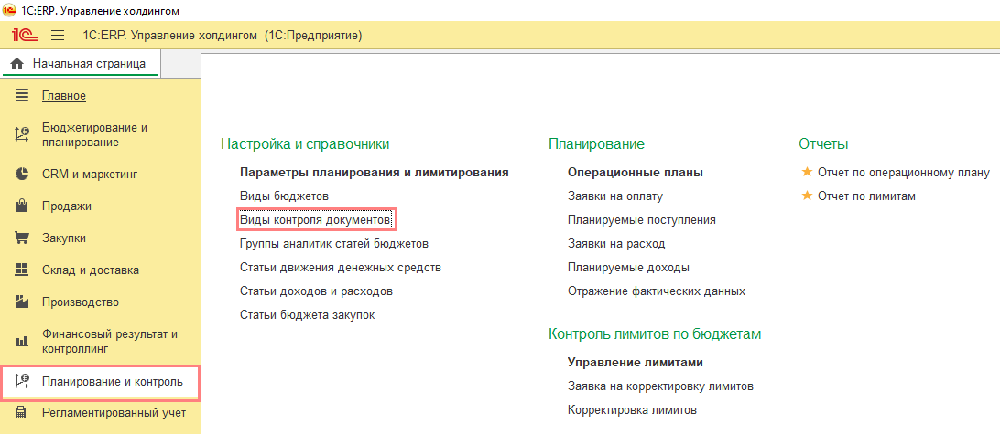 1С:ERP. Управление холдингом
1С:ERP. Управление холдингом (1С:Предприятие)
Начальная страница
Главное
Бюджетирование и
планирование
CRM и маркетинг
Продажи
Закупки
Склад и доставка
Производство
Финансовый результат и
контроллинг
Планирование и контроль
Регламентированный учет
Настройка и справочники
Параметры планирования и лимитирования
Виды бюджетов
Виды контроля документов
Группы аналитик статей бюджетов
Статьи движения денежных средств
Статьи доходов и расходов
Статьи бюджета закупок
Планирование
Операционные планы
Заявки на оплату
Планируемые поступления
Заявки на расход
Планируемые доходы
Отражение фактических данных
Контроль лимитов по бюджетам
Управление лимитами
Заявка на корректировку лимитов
Корректировка лимитов
Отчеты
Отчет по операционному плану
Отчет по лимитам